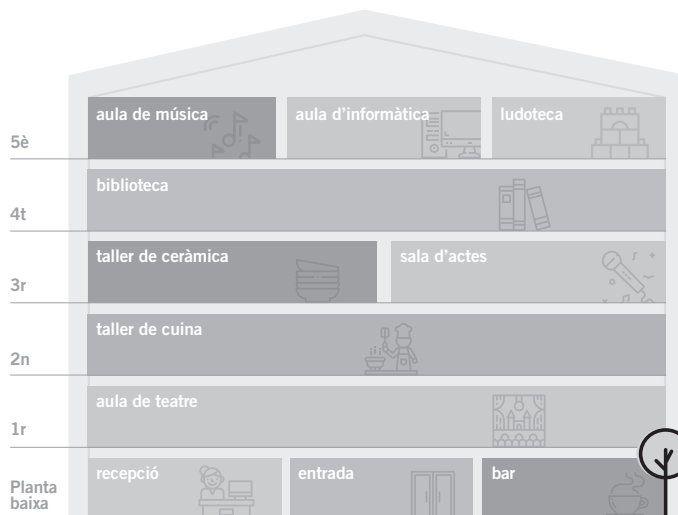 aula de música
aula d'informàtica
ludoteca
5è
biblioteca
4t
taller de ceràmica
sala d'actes
3r
taller de cuina
2n
aula de teatre
1r
recepció
entrada
bar
Planta
baixa